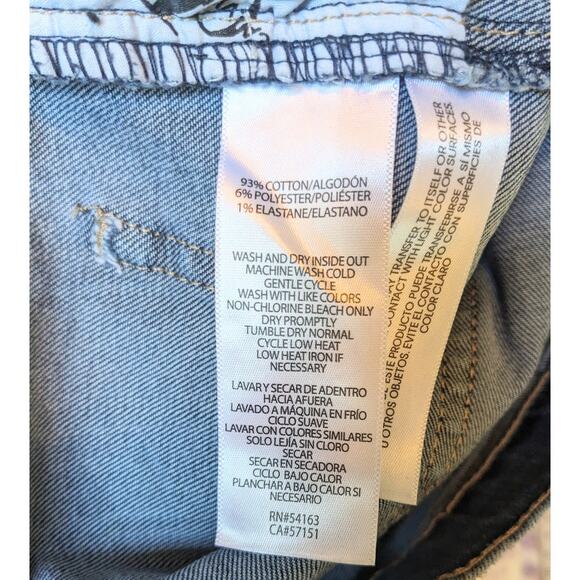 93% COTTON/ALGODÓN
6% POLYESTER/POLIÉSTER
1% ELASTANE/ELASTANO
WASH AND DRY INSIDE OUT
MACHINE WASH COLD
GENTLE CYCLE
WASH WITH LIKE COLORS
NON-CHLORINE BLEACH ONLY
DRY PROMPTLY
TUMBLE DRY NORMAL
CYCLE LOW HEAT
LOW HEAT IRON IF
NECESSARY
LAVAR Y SECAR DE ADENTRO
HACIA AFUERA
LAVADO A MÁQUINA EN FRÍO
CICLO SUAVE
LAVAR CON COLORES SIMILARES
SOLO LEJÍA SIN CLORO
SECAR
SECAR EN SECADORA
CICLO BAJO CALOR
PLANCHAR A BAJO CALOR SI
NECESARIO
RN#54163
CA#57151
TRANSFER TO ITSELF OR OTHER
CONTACT WITH LIGHT COLOR SURFACES.
DE ESTE PRODUCTO PUEDE TRANSFERIRSE A SI MISMO
U OTROS OBJETOS. EVITE EL CONTACTO CON SUPERFICIES DE
COLOR CLARO